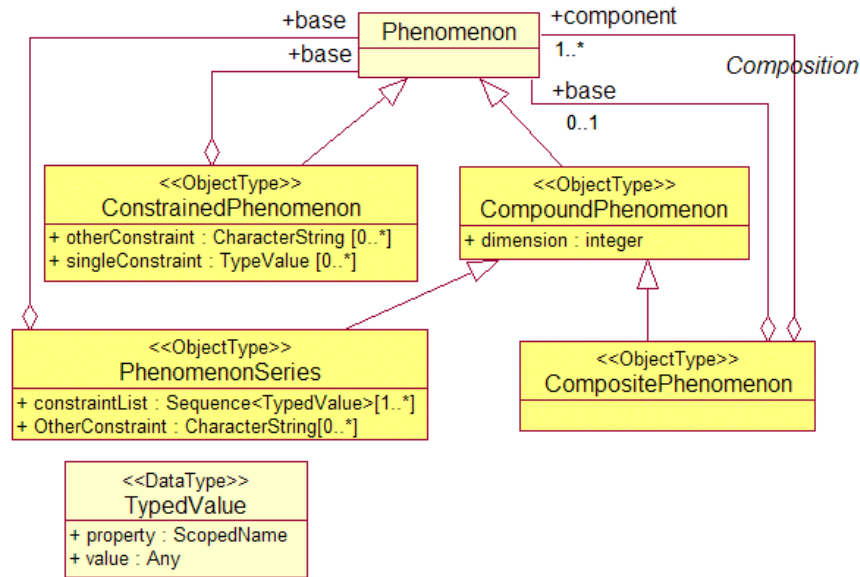 +base
Phenomenon
+component
+base
1..*
Composition
+base
0..1
<<ObjectType>>
ConstrainedPhenomenon
+ otherConstraint : CharacterString [0..*]
+ singleConstraint : TypeValue [0..*]
<<ObjectType>>
CompoundPhenomenon
+ dimension : integer
<<ObjectType>>
PhenomenonSeries
+ constraintList : Sequence<TypedValue>[1..*]
+ OtherConstraint : CharacterString[0..*]
<<ObjectType>>
CompositePhenomenon
<<DataType>>
TypedValue
+ property : ScopedName
+ value : Any